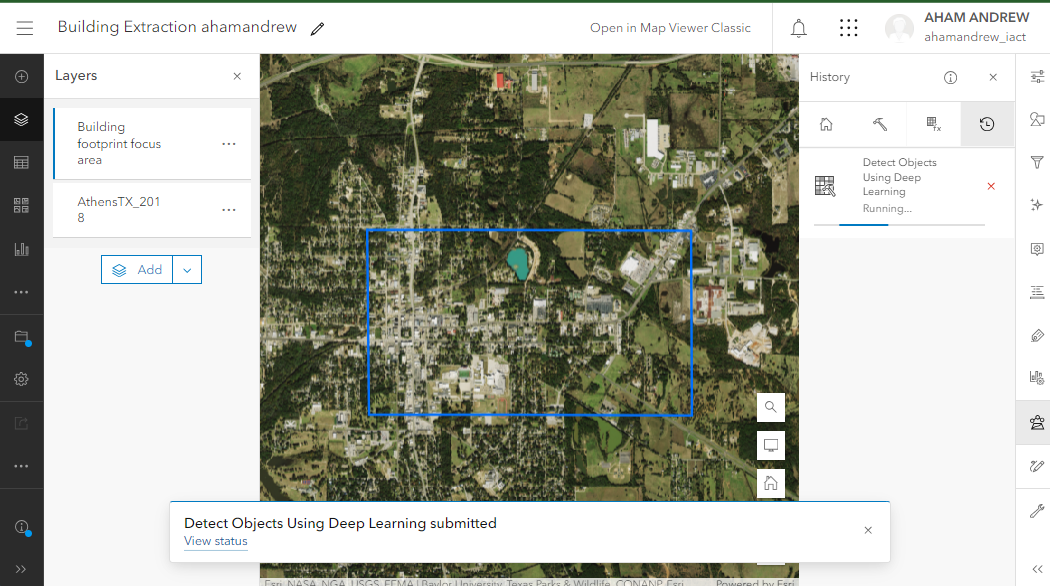 Building Extraction ahamandrew
Open in Map Viewer Classic
AHAM ANDREW
ahamandrew_iact
Layers
Building
footprint focus
area
AthensTX_201
8
Add
History
Detect Objects
Using Deep
Learning
Running...
Detect Objects Using Deep Learning submitted
View status
Esri, NASA, NGA, USGS, FEMA | Baylor University, Texas Parks & Wildlife, CONANP, Esri,
Powered by Esri